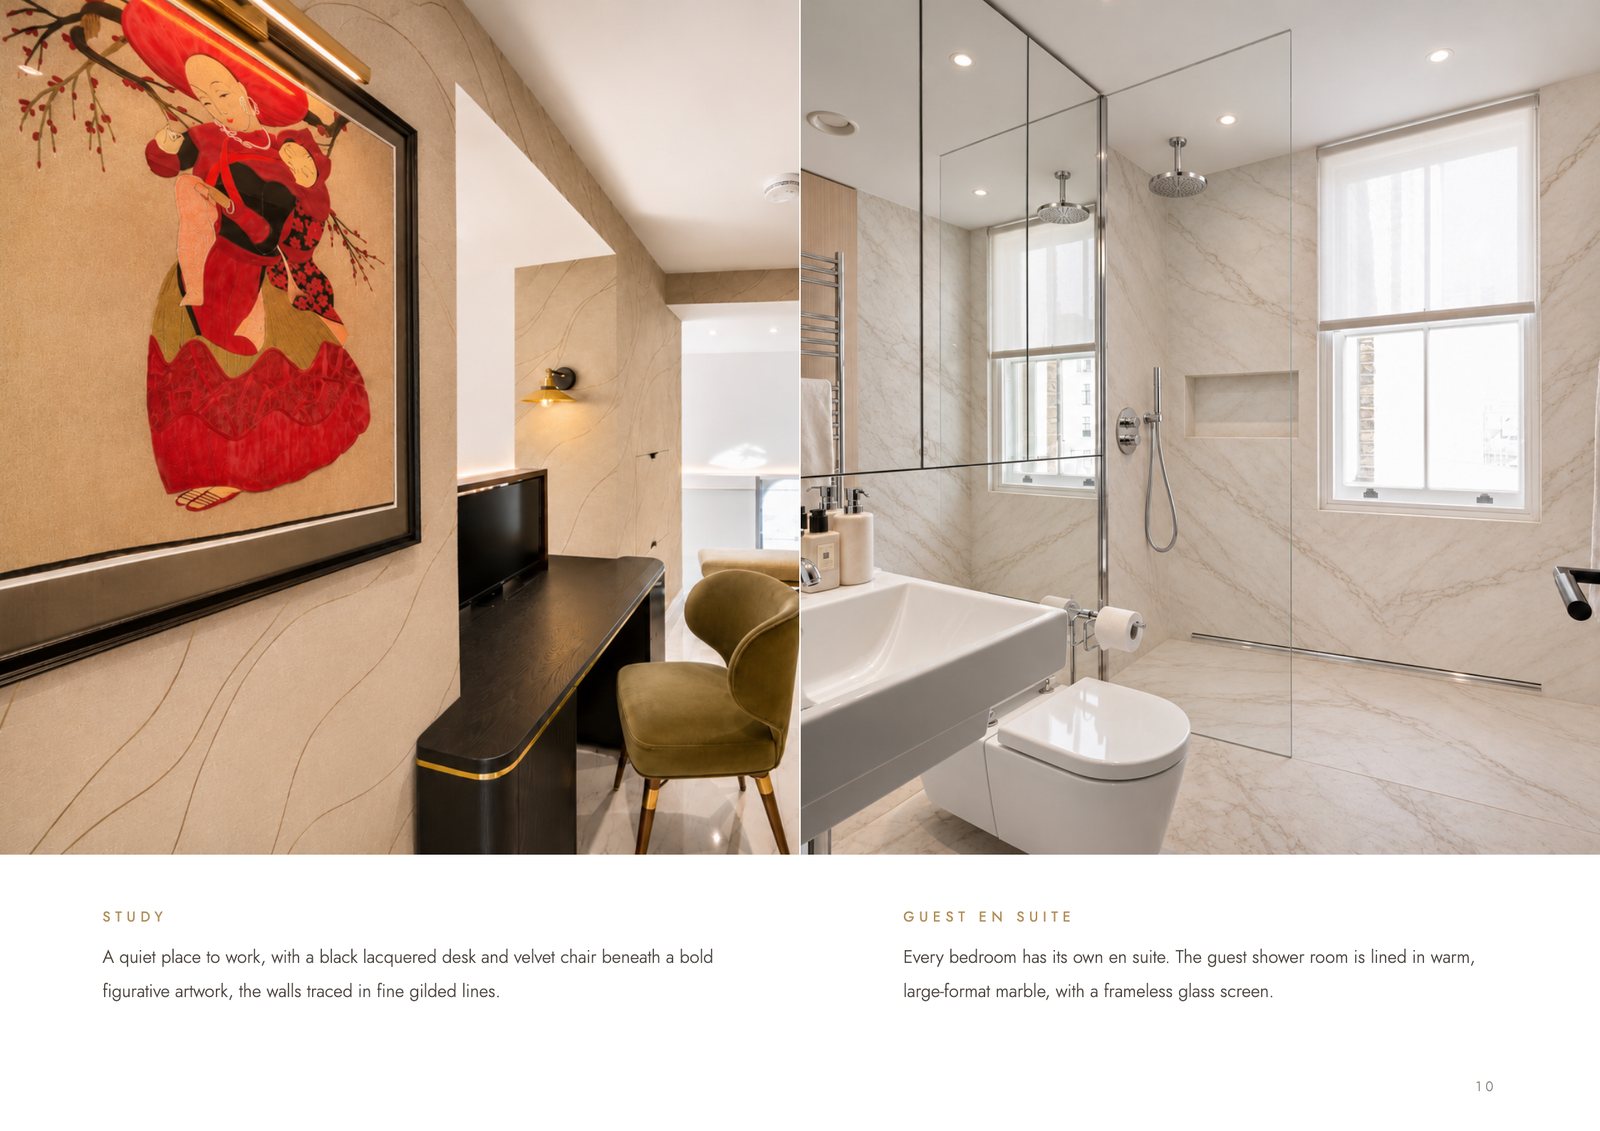 STUDY
A quiet place to work, with a black lacquered desk and velvet chair beneath a bold
figurative artwork, the walls traced in fine gilded lines.
GUEST EN SUITE
Every bedroom has its own en suite. The guest shower room is lined in warm,
large-format marble, with a frameless glass screen.
10